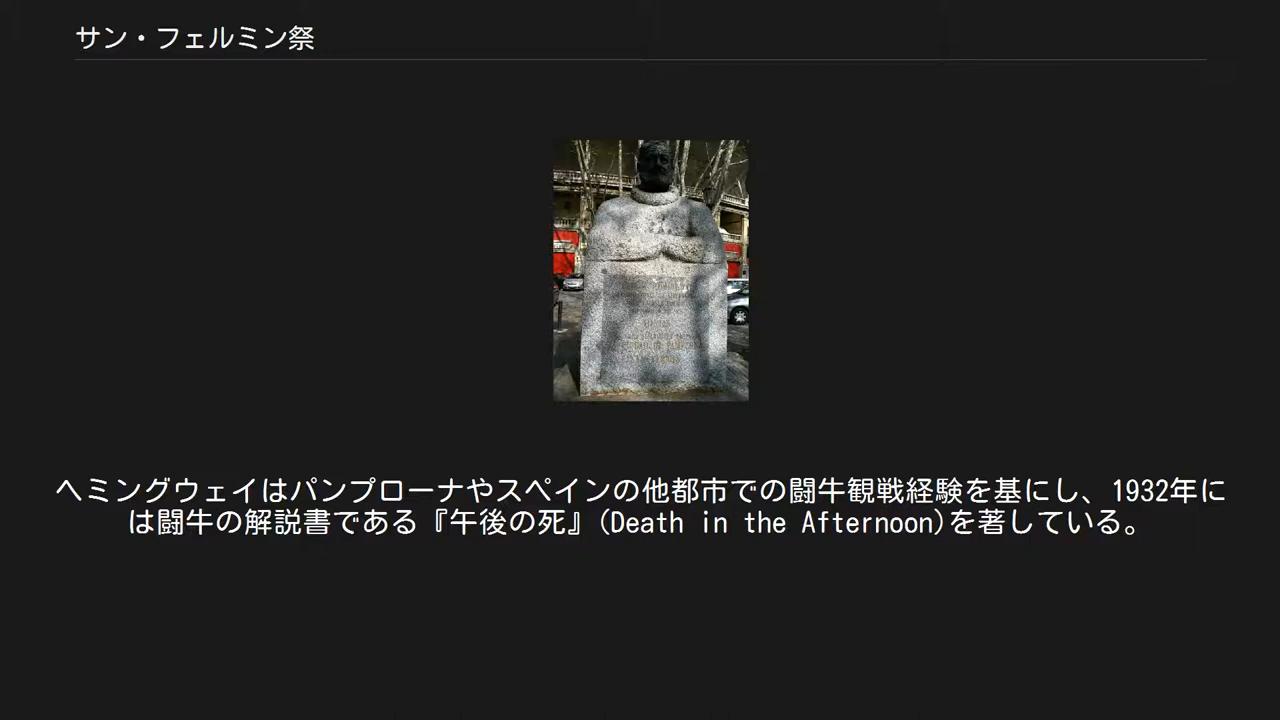 サン・フェルミン祭
ヘミングウェイはパンプローナやスペインの他都市での闘牛観戦経験を基にし、1932年に
は闘牛の解説書である『午後の死』(Death in the Afternoon)を著している。